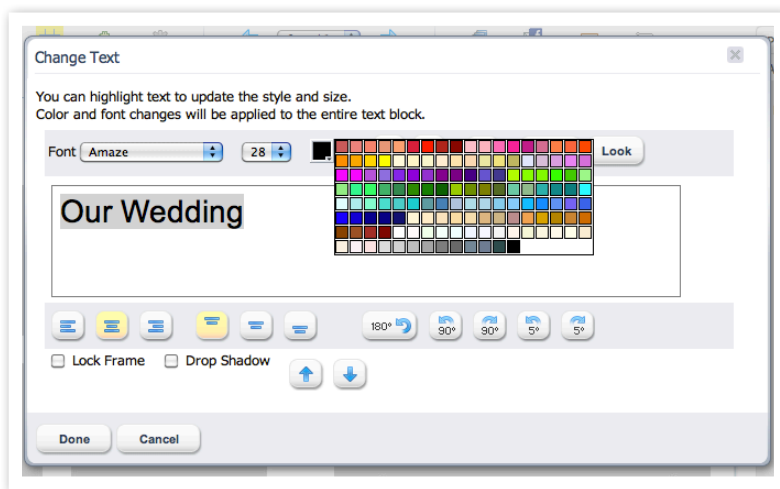 Change Text
You can highlight text to update the style and size.
Color and font changes will be applied to the entire text block.
Font Amaze 28 Look
Our Wedding
180° 90° 90° 5° 5°
Lock Frame Drop Shadow
Done Cancel